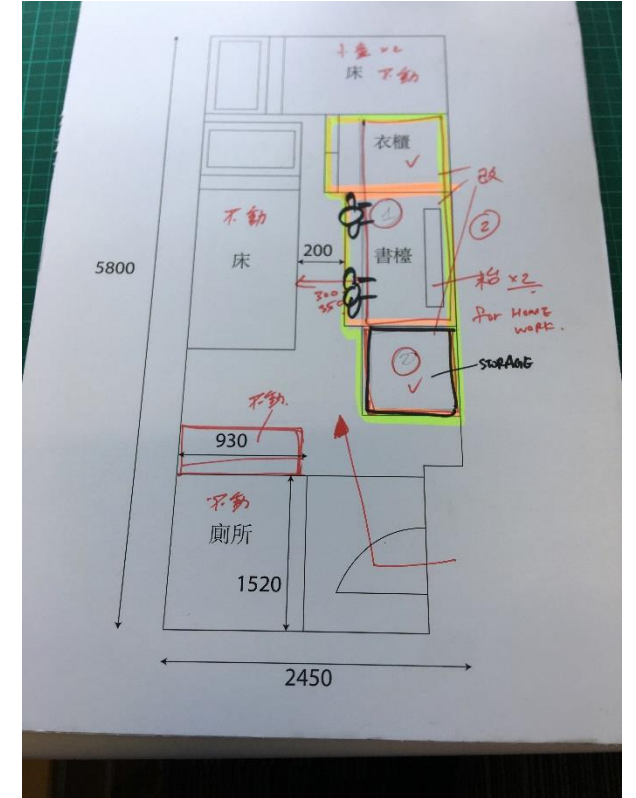 床 不動
衣櫃
改
①
不動
②
書檯
200
床
5800
枱 x2
300
350
for HOME
WORK.
STORAGE
②
不動
930
不動
廁所
1520
2450